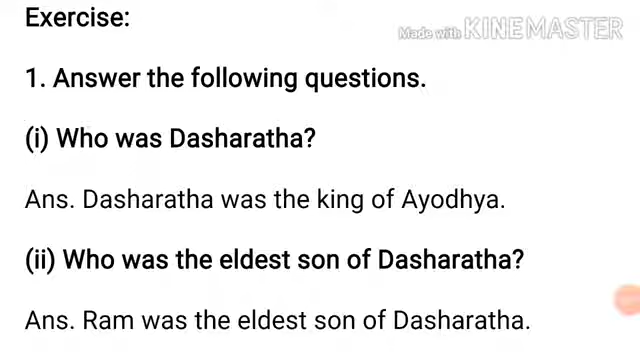 Exercise:
Made with KINEMASTER
1. Answer the following questions.
(i) Who was Dasharatha?
Ans. Dasharatha was the king of Ayodhya.
(ii) Who was the eldest son of Dasharatha?
Ans. Ram was the eldest son of Dasharatha.